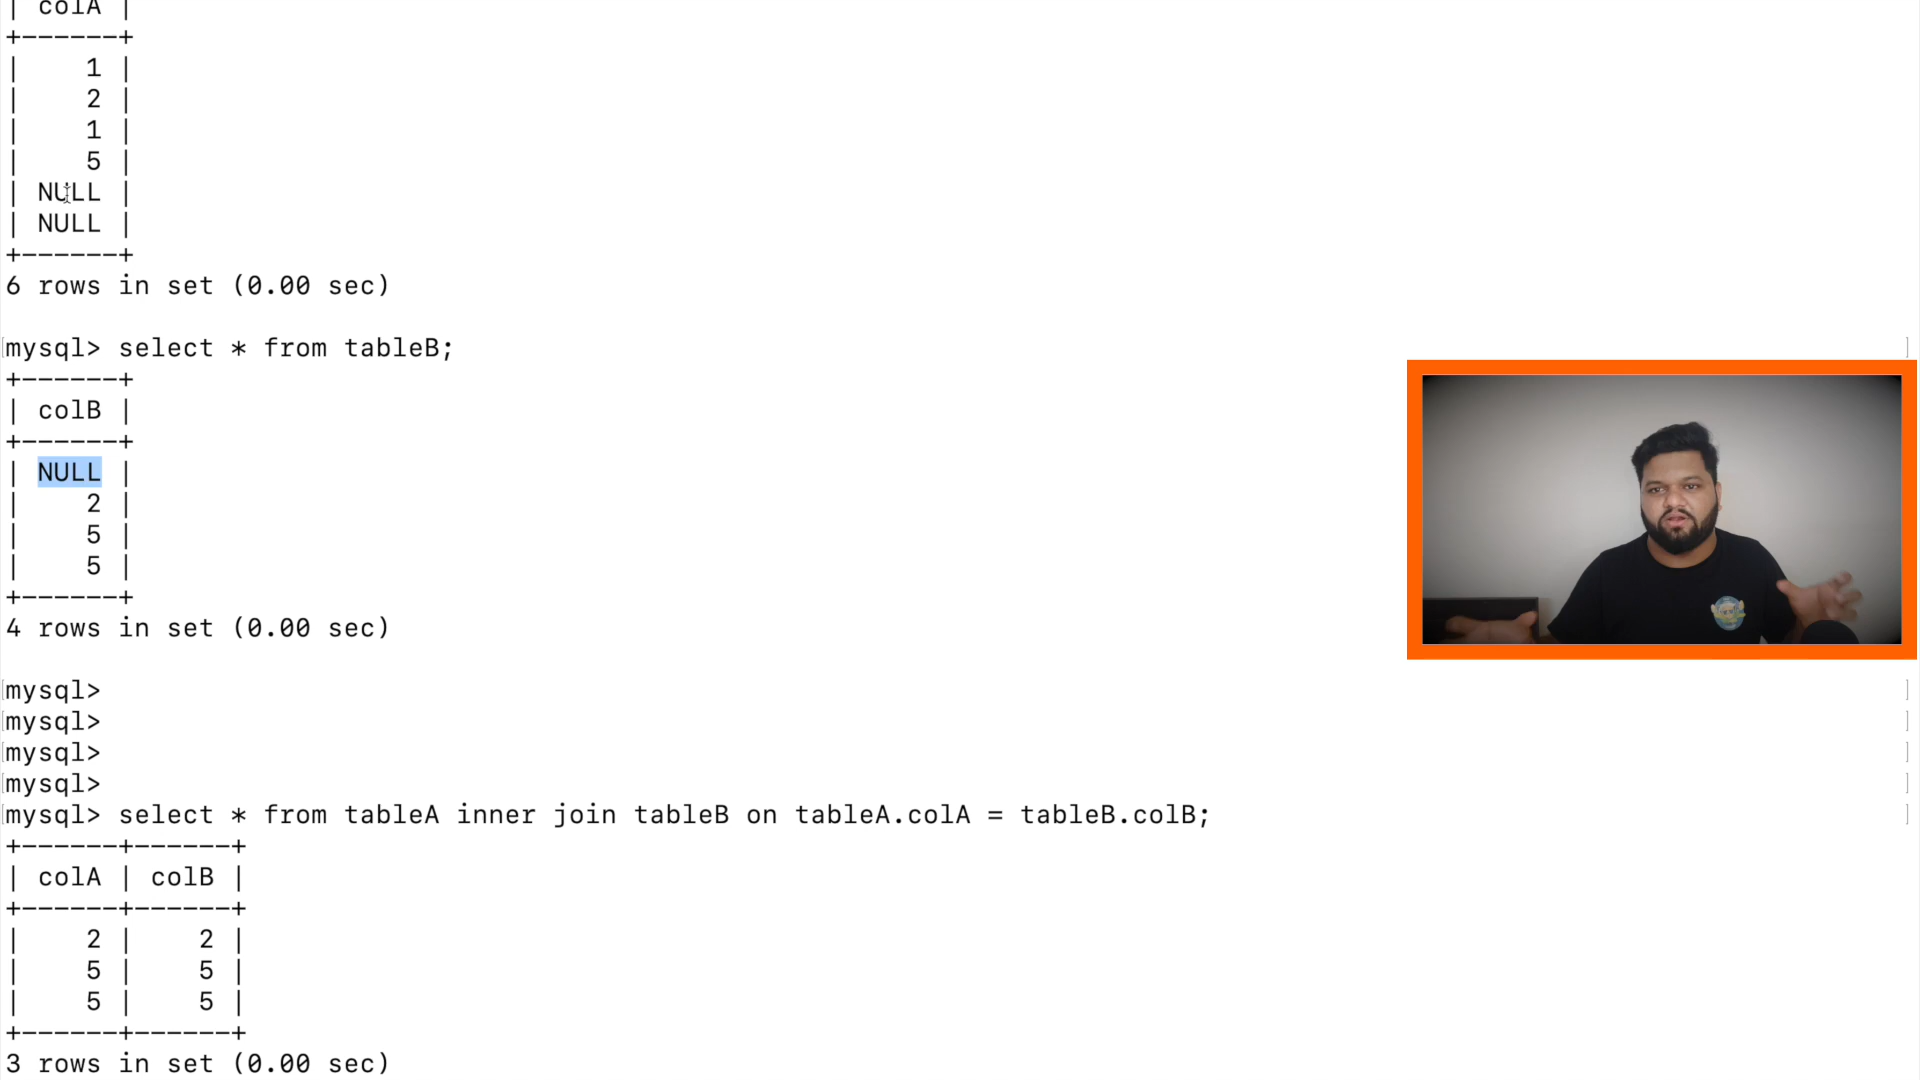 | colA |
+------+
|    1 |
|    2 |
|    1 |
|    5 |
| NULL |
| NULL |
+------+
6 rows in set (0.00 sec)
mysql> select * from tableB;
+------+
| colB |
+------+
| NULL |
|    2 |
|    5 |
|    5 |
+------+
4 rows in set (0.00 sec)
mysql>
mysql>
mysql>
mysql>
mysql> select * from tableA inner join tableB on tableA.colA = tableB.colB;
+------+------+
| colA | colB |
+------+------+
|    2 |    2 |
|    5 |    5 |
|    5 |    5 |
+------+------+
3 rows in set (0.00 sec)